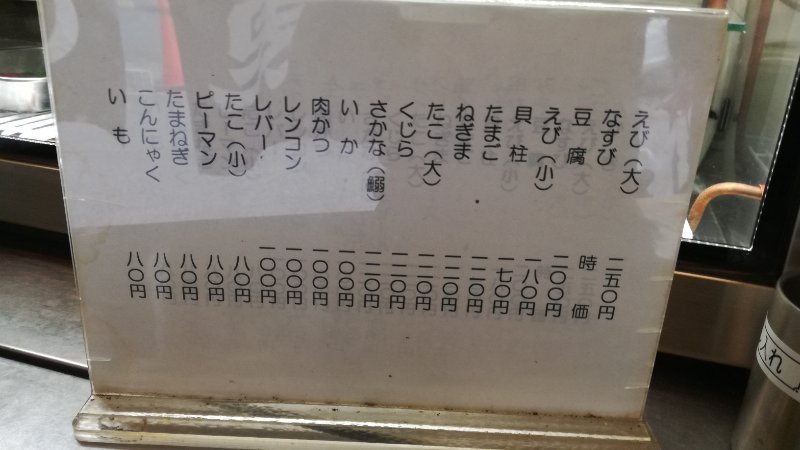 えび（大）　二五〇円
なすび　時価
豆腐　二〇〇円
えび（小）　一八〇円
貝柱　一七〇円
たまご　一二〇円
ねぎま　一二〇円
たこ（大）　一二〇円
くじら　一二〇円
さかな（鰯）　一二〇円
いか　一〇〇円
肉かつ　一〇〇円
レンコン　一〇〇円
レバー　一〇〇円
たこ（小）　八〇円
ピーマン　八〇円
たまねぎ　八〇円
こんにゃく　八〇円
いも　八〇円
入れ